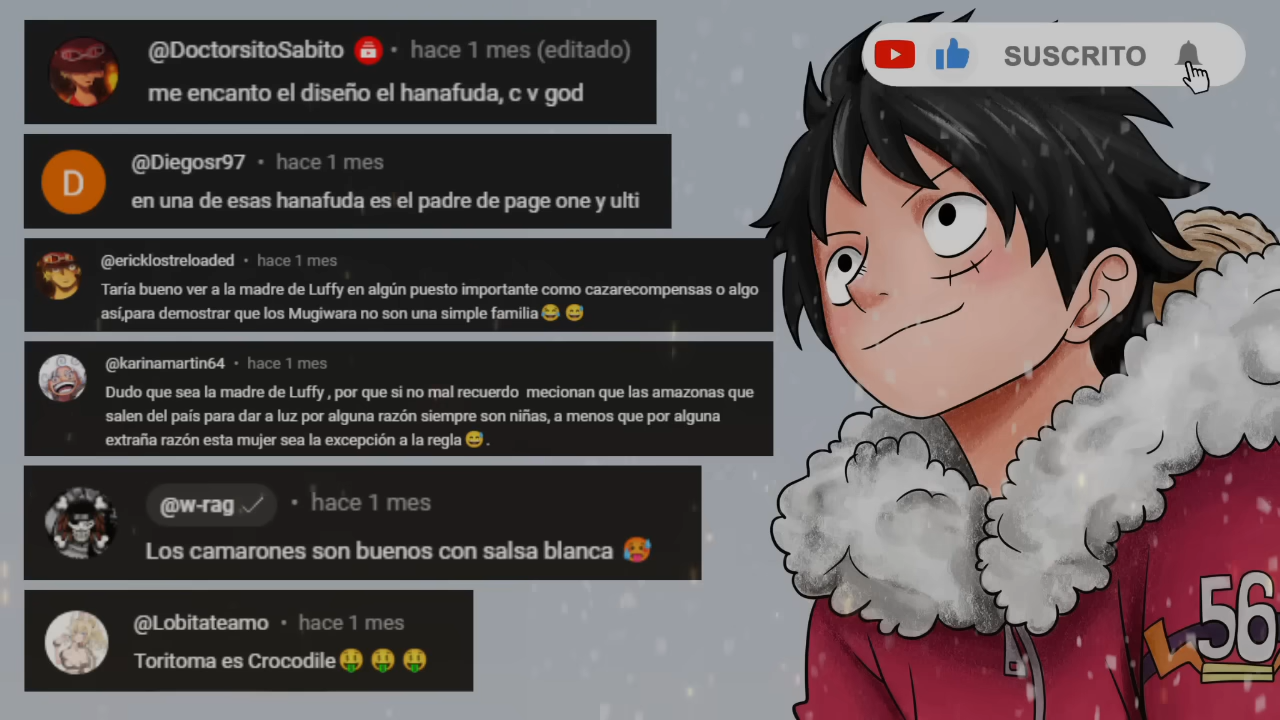 @DoctorsitoSabito • hace 1 mes (editado)
me encanto el diseño el hanafuda, c v god
SUSCRITO
D
@Diegosr97 • hace 1 mes
en una de esas hanafuda es el padre de page one y ulti
@ericklostreloaded • hace 1 mes
Taría bueno ver a la madre de Luffy en algún puesto importante como cazarecompensas o algo
así,para demostrar que los Mugiwara no son una simple familia😂 😅
@karinamartin64 • hace 1 mes
Dudo que sea la madre de Luffy , por que si no mal recuerdo mecionan que las amazonas que
salen del país para dar a luz por alguna razón siempre son niñas, a menos que por alguna
extraña razón esta mujer sea la excepción a la regla 😅 .
@w-rag ✓ • hace 1 mes
Los camarones son buenos con salsa blanca 🥵
@Lobitateamo • hace 1 mes
Toritoma es Crocodile🤑 🤑 🤑
56